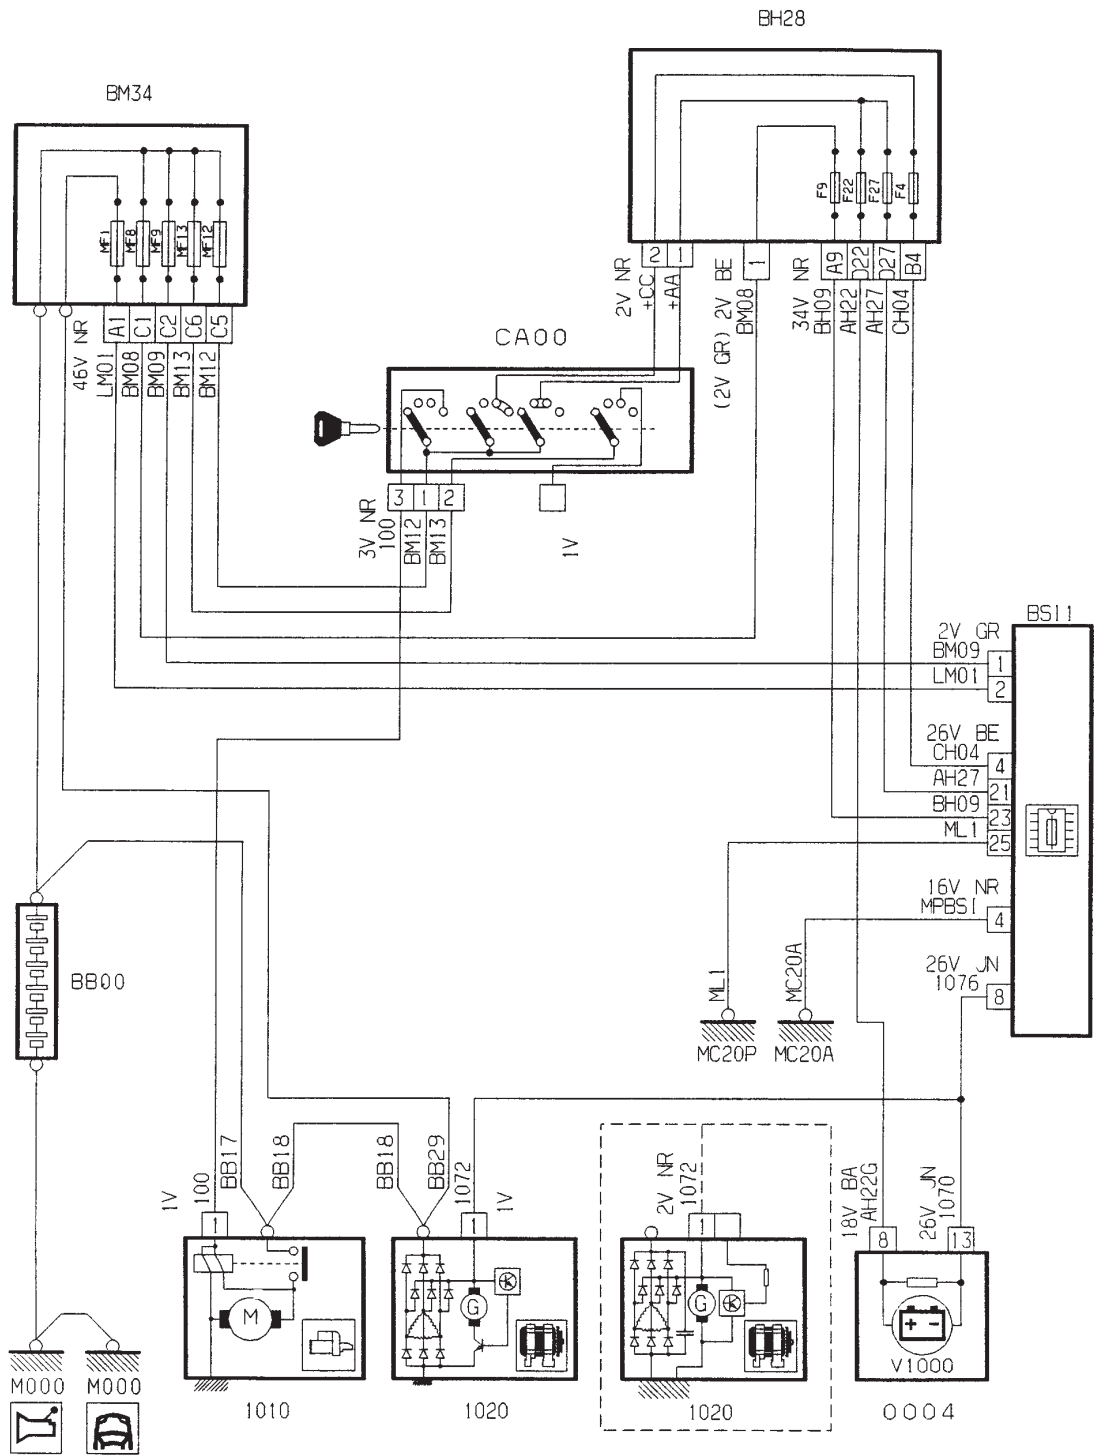 BH28
BM34
F9
F22
F27
F4
MF1
MF8
MF9
MF13
MF12
2V NR
2
+CC
1
+AA
(2V GR) 2V BE
1
BM08
34V NR
A9
BH09
D22
AH22
D27
AH27
B4
CH04
46V NR
A1
LM01
C1
BM08
C2
BM09
C6
BM13
C5
BM12
CA00
3V NR
3
100
1
BM12
2
BM13
1V
BSI1
2V GR
BM09
1
LM01
2
26V BE
CH04
4
AH27
21
BH09
23
ML1
25
16V NR
MPBSI
4
26V JN
1076
8
BB00
ML1
MC20P
MC20A
MC20A
1V
100
1
BB17
BB18
BB18
BB29
1072
1
1V
2V NR
1072
1
18V BA
AH22G
8
26V JN
1070
13
M
G
G
+ -
V1000
M000
M000
1010
1020
1020
0004